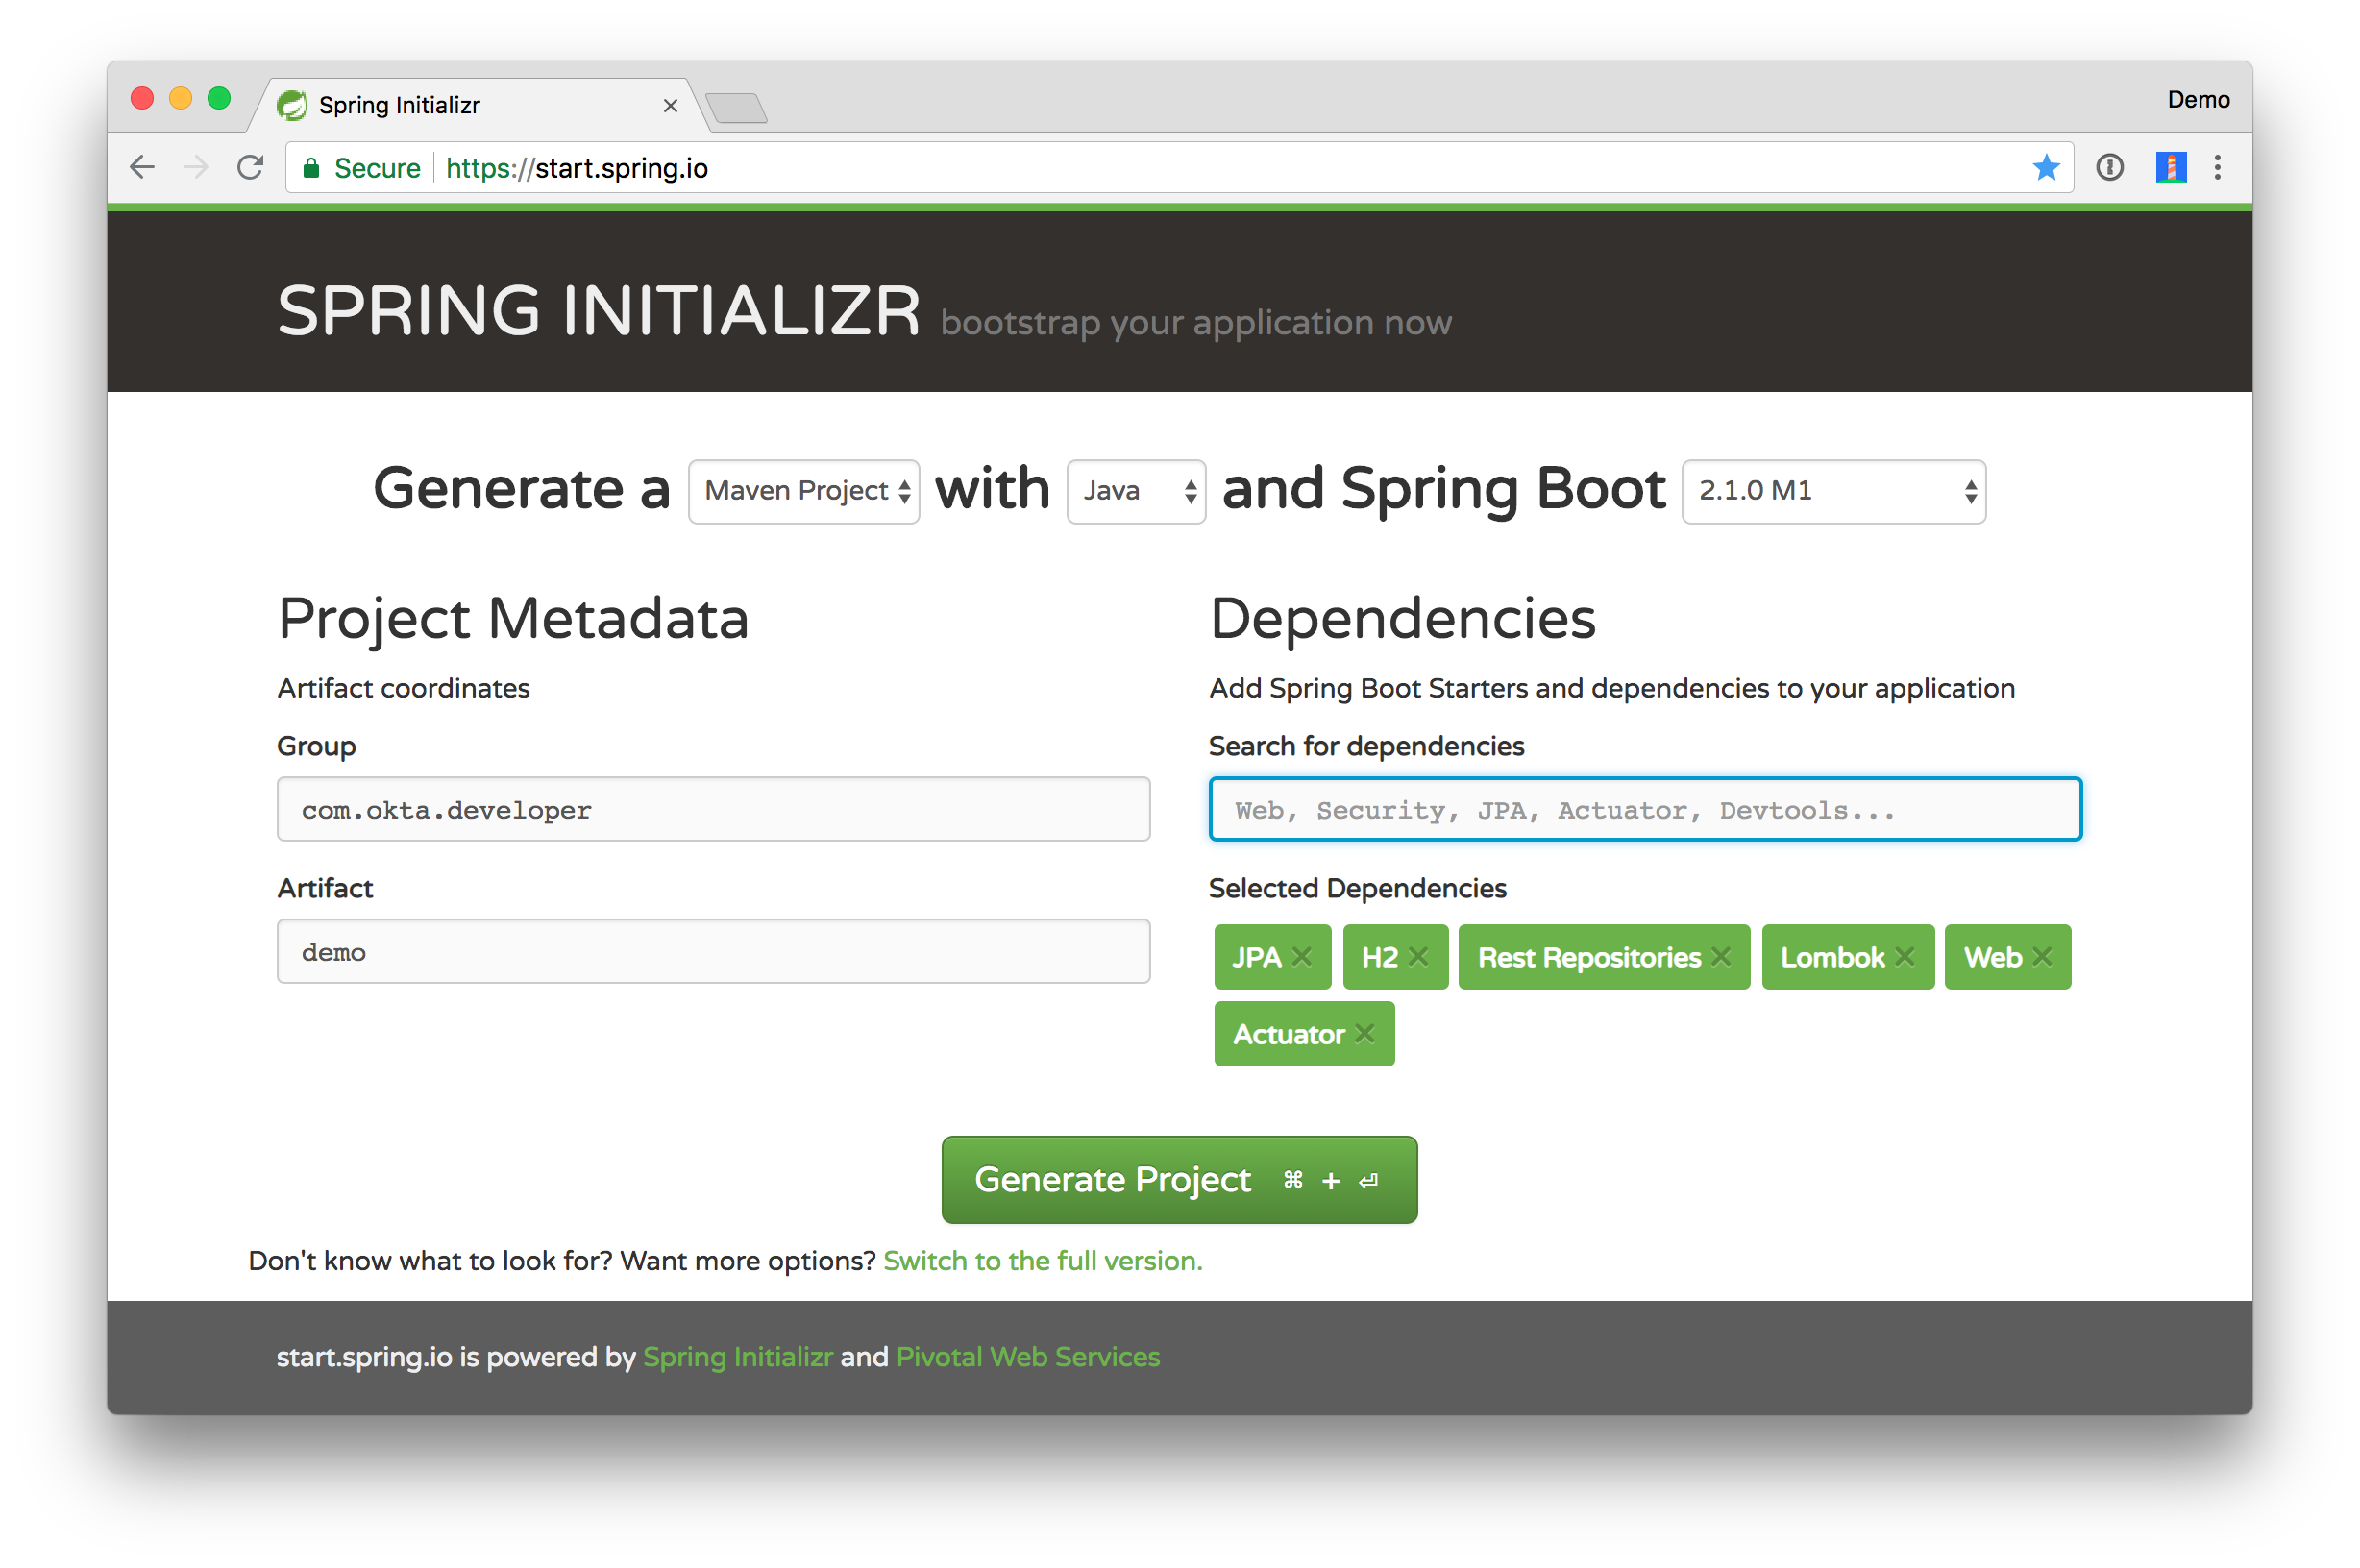 Spring Initializr
Demo
Secure https://start.spring.io
SPRING INITIALIZR bootstrap your application now
Generate a Maven Project with Java and Spring Boot 2.1.0 M1
Project Metadata
Artifact coordinates
Group
com.okta.developer
Artifact
demo
Dependencies
Add Spring Boot Starters and dependencies to your application
Search for dependencies
Web, Security, JPA, Actuator, Devtools...
Selected Dependencies
JPA H2 Rest Repositories Lombok Web
Actuator
Generate Project ⌘ + ⏎
Don't know what to look for? Want more options? Switch to the full version.
start.spring.io is powered by Spring Initializr and Pivotal Web Services